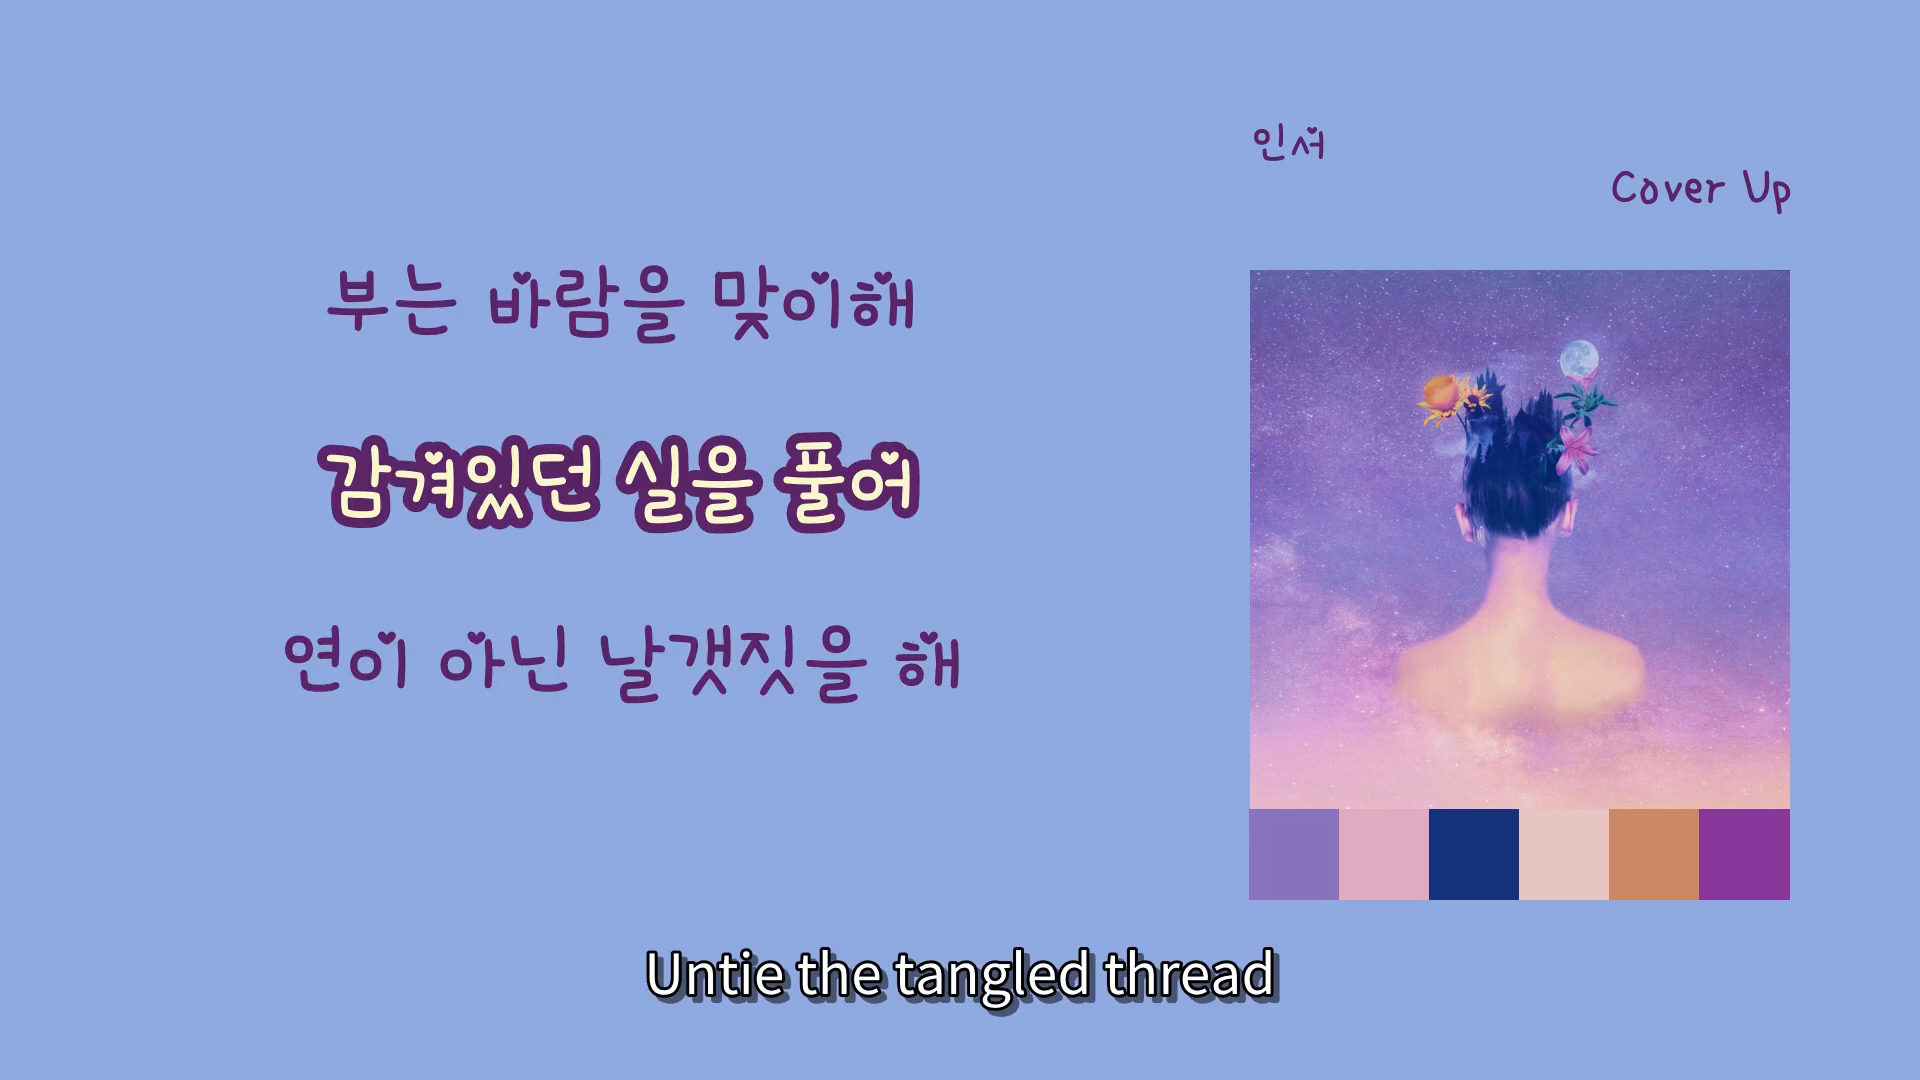 인셔
Cover Up
부는 바람을 맞이해
감겨있던 실을 풀어
연이 아닌 날갯짓을 해
Untie the tangled thread